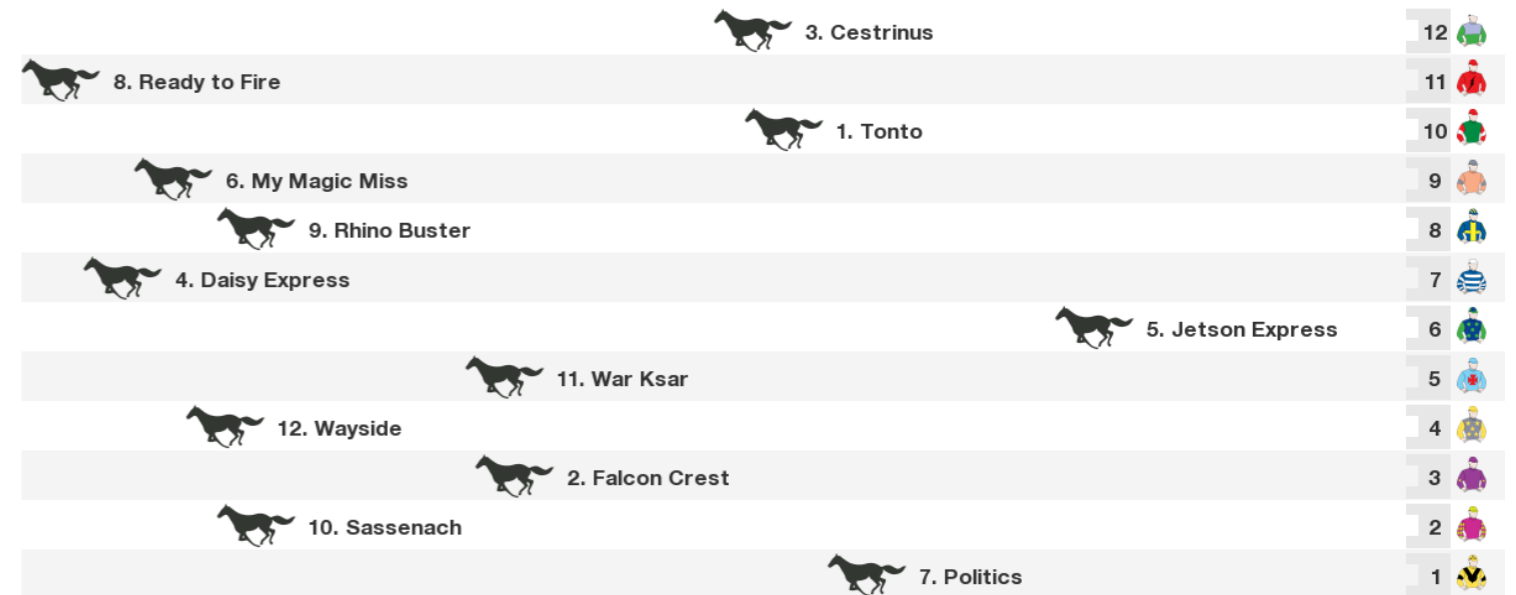 3. Cestrinus 12
8. Ready to Fire 11
1. Tonto 10
6. My Magic Miss 9
9. Rhino Buster 8
4. Daisy Express 7
5. Jetson Express 6
11. War Ksar 5
12. Wayside 4
2. Falcon Crest 3
10. Sassenach 2
7. Politics 1